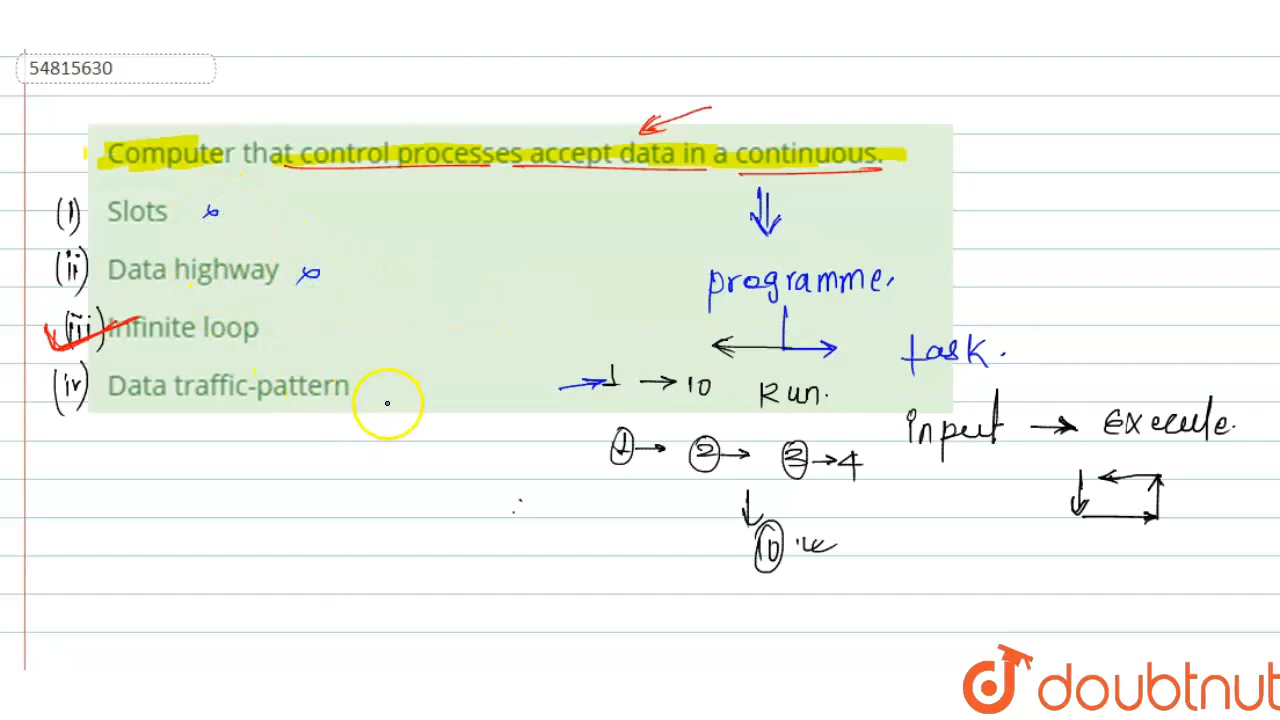 54815630
Computer that control processes accept data in a continuous.
(i) Slots
(ii) Data highway
(iii) Infinite loop
(iv) Data traffic-pattern
programme.
task.
1 → 10
Run.
input → execute.
1 → 2 → 3 → 4
10
doubtnut